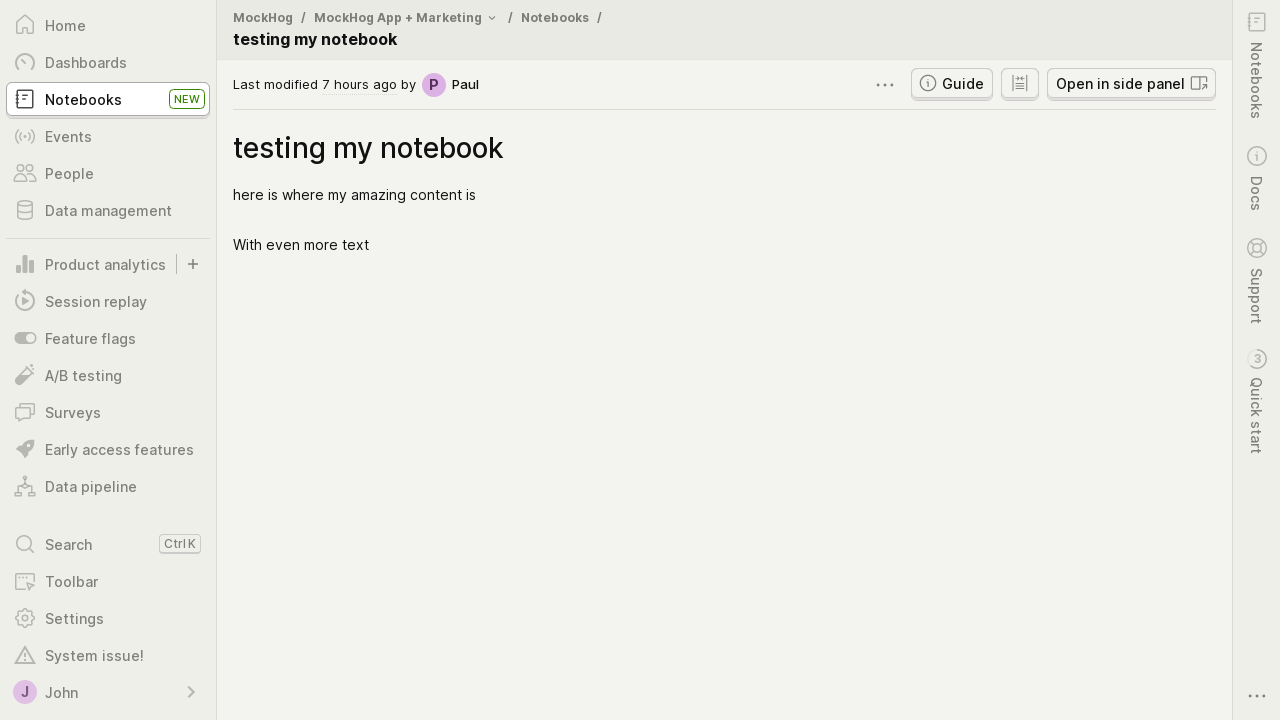 Home
Dashboards
Notebooks NEW
Events
People
Data management
Product analytics +
Session replay
Feature flags
A/B testing
Surveys
Early access features
Data pipeline
Search Ctrl K
Toolbar
Settings
System issue!
J John
MockHog / MockHog App + Marketing / Notebooks /
testing my notebook
Last modified 7 hours ago by P Paul
Guide
Open in side panel
testing my notebook
here is where my amazing content is
With even more text
Notebooks
Docs
Support
3 Quick start